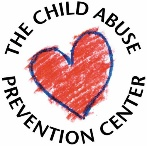 THE CHILD ABUSE
PREVENTION CENTER